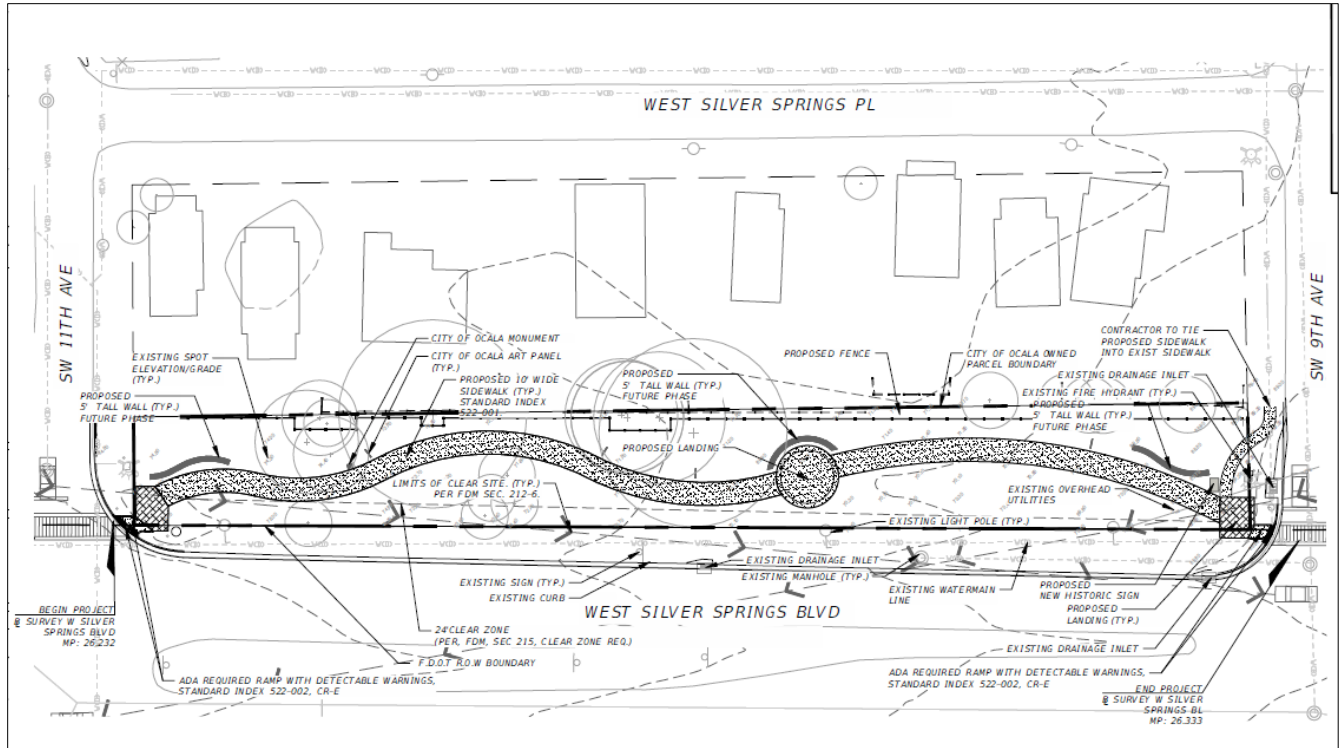 WEST SILVER SPRINGS PL
SW 11TH AVE
SW 9TH AVE
CITY OF OCALA MONUMENT
CITY OF OCALA ART PANEL
(TYP.)
PROPOSED 10' WIDE
SIDEWALK (TYP.)
STANDARD INDEX
522-001.
EXISTING SPOT
ELEVATION/GRADE
(TYP.)
PROPOSED
5' TALL WALL (TYP.)
FUTURE PHASE
PROPOSED
5' TALL WALL (TYP.)
FUTURE PHASE
PROPOSED LANDING
PROPOSED FENCE
CITY OF OCALA OWNED
PARCEL BOUNDARY
CONTRACTOR TO TIE
PROPOSED SIDEWALK
INTO EXIST SIDEWALK
EXISTING DRAINAGE INLET
EXISTING FIRE HYDRANT (TYP.)
PROPOSED
5' TALL WALL (TYP.)
FUTURE PHASE
LIMITS OF CLEAR SITE. (TYP.)
PER FDM SEC. 212-6.
EXISTING OVERHEAD
UTILITIES
EXISTING LIGHT POLE (TYP.)
EXISTING SIGN (TYP.)
EXISTING CURB
EXISTING DRAINAGE INLET
EXISTING MANHOLE (TYP.)
EXISTING WATERMAIN
LINE
PROPOSED
NEW HISTORIC SIGN
PROPOSED
LANDING (TYP.)
WEST SILVER SPRINGS BLVD
BEGIN PROJECT
@ SURVEY W SILVER
SPRINGS BLVD
MP: 26.232
24'CLEAR ZONE
(PER, FDM, SEC 215, CLEAR ZONE REQ.)
F.D.O.T R.O.W BOUNDARY
ADA REQUIRED RAMP WITH DETECTABLE WARNINGS,
STANDARD INDEX 522-002, CR-E
EXISTING DRAINAGE INLET
ADA REQUIRED RAMP WITH DETECTABLE WARNINGS,
STANDARD INDEX 522-002, CR-E
END PROJECT
SURVEY W SILVER
SPRINGS BL
MP: 26.333